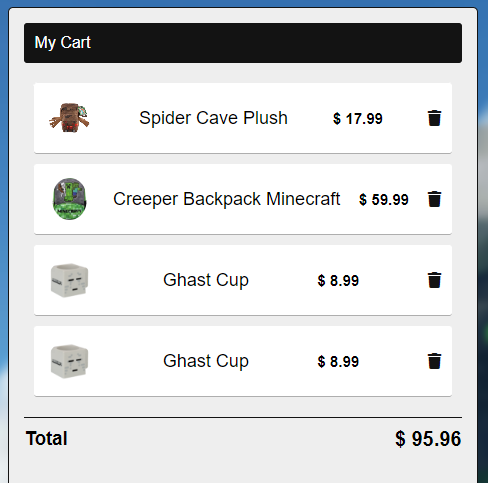 My Cart
Spider Cave Plush $ 17.99
Creeper Backpack Minecraft $ 59.99
Ghast Cup $ 8.99
Ghast Cup $ 8.99
Total $ 95.96